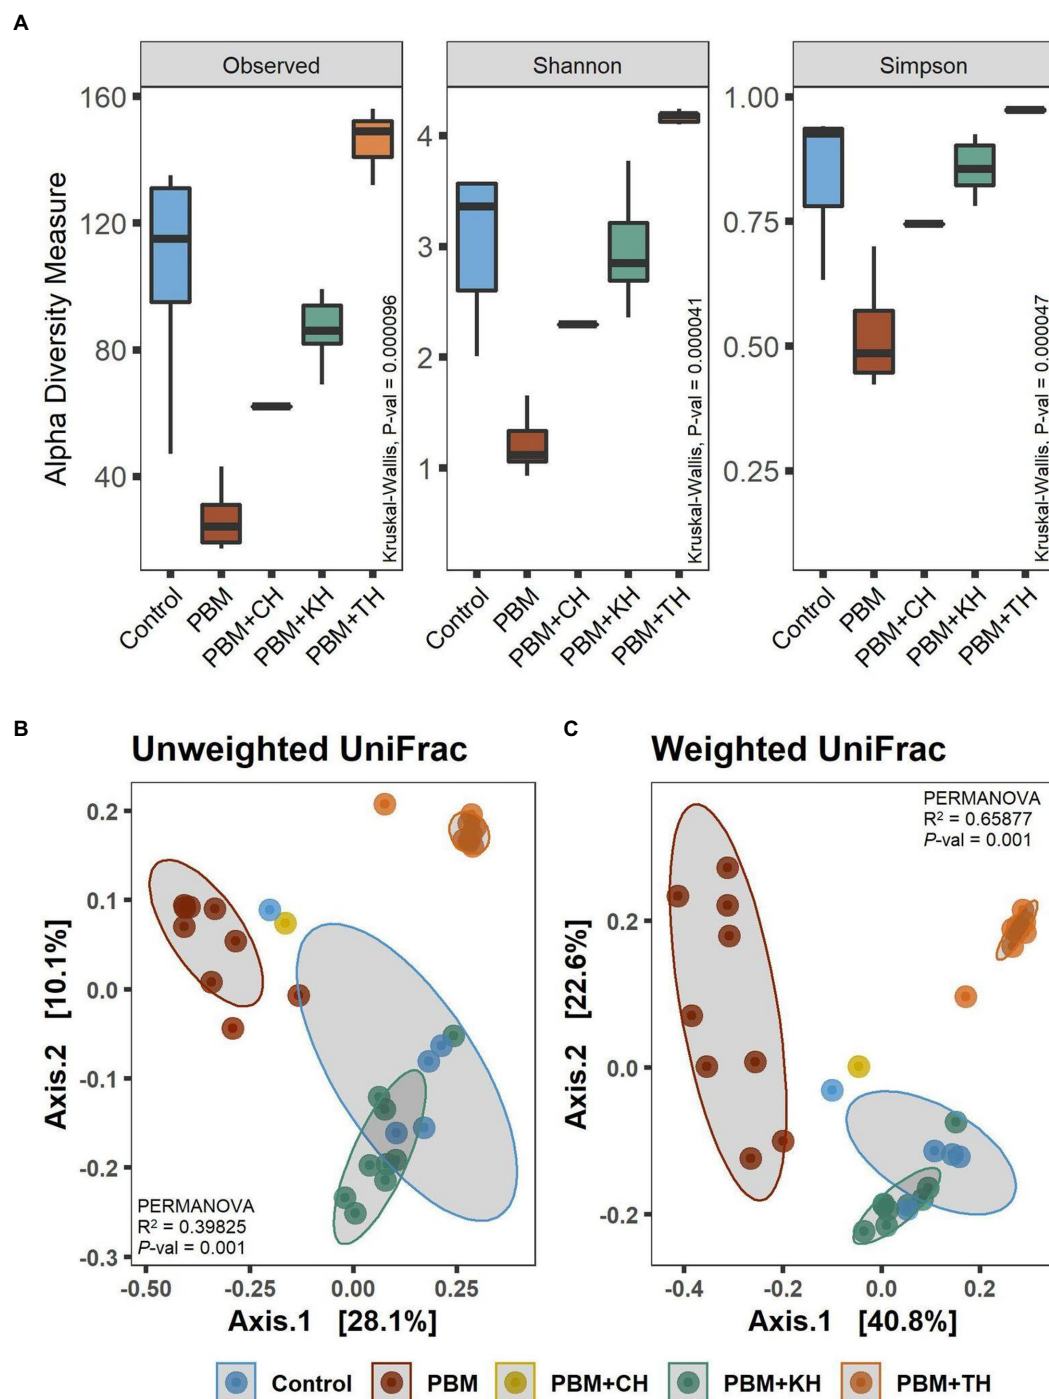 A
Observed
Shannon
Simpson
Alpha Diversity Measure
160
120
80
40
4
3
2
1
1.00
0.75
0.50
0.25
Kruskal-Wallis, P-val = 0.000096
Kruskal-Wallis, P-val = 0.000041
Kruskal-Wallis, P-val = 0.000047
Control
PBM
PBM+CH
PBM+KH
PBM+TH
Control
PBM
PBM+CH
PBM+KH
PBM+TH
Control
PBM
PBM+CH
PBM+KH
PBM+TH
B
Unweighted UniFrac
Axis.2 [10.1%]
0.2
0.1
0.0
-0.1
-0.2
-0.3
PERMANOVA
R² = 0.39825
P-val = 0.001
-0.50
-0.25
0.00
0.25
Axis.1 [28.1%]
C
Weighted UniFrac
PERMANOVA
R² = 0.65877
P-val = 0.001
Axis.2 [22.6%]
0.2
0.0
-0.2
-0.4
-0.2
0.0
0.2
Axis.1 [40.8%]
Control
PBM
PBM+CH
PBM+KH
PBM+TH